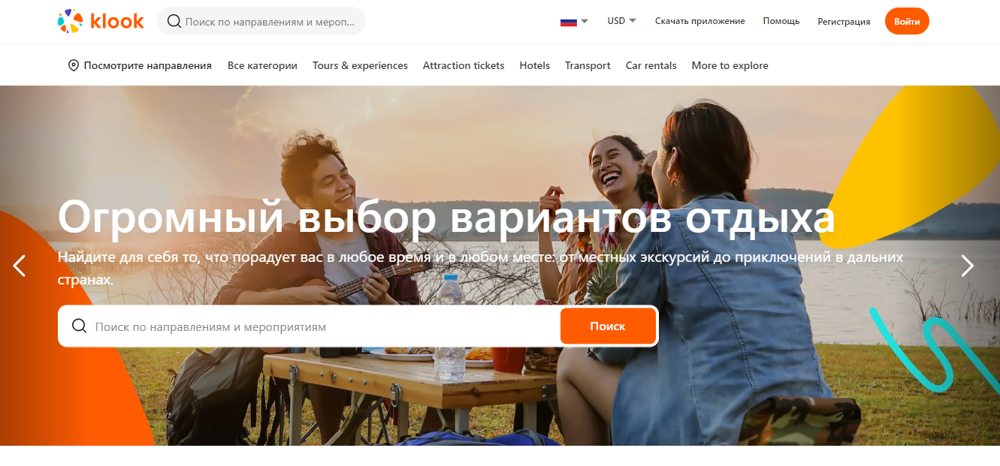 klook
Поиск по направлениям и мероп...
USD
Скачать приложение
Помощь
Регистрация
Войти
Посмотрите направления
Все категории
Tours & experiences
Attraction tickets
Hotels
Transport
Car rentals
More to explore
Огромный выбор вариантов отдыха
Найдите для себя то, что порадует вас в любое время и в любом месте: от местных экскурсий до приключений в дальних
странах.
Поиск по направлениям и мероприятиям
Поиск